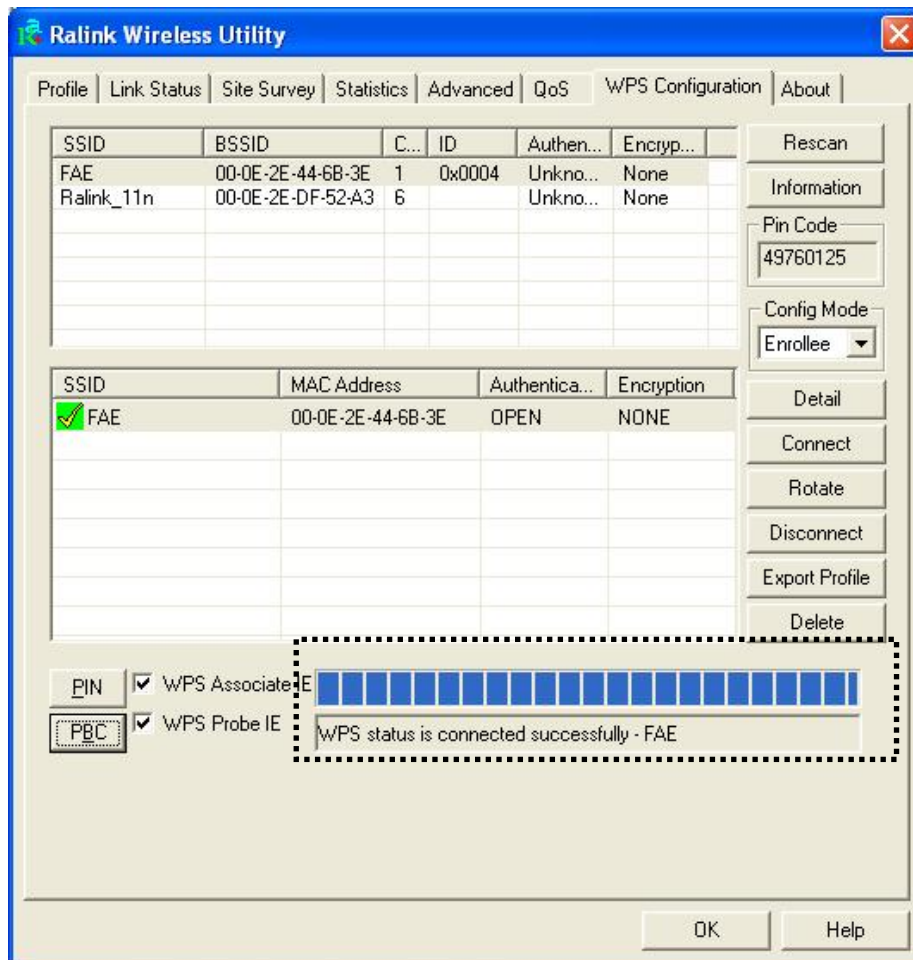 Ralink Wireless Utility
Profile Link Status Site Survey Statistics Advanced QoS WPS Configuration About
SSID BSSID C... ID Authen... Encryp...
FAE 00-0E-2E-44-6B-3E 1 0x0004 Unkno... None
Ralink_11n 00-0E-2E-DF-52-A3 6 Unkno... None
Rescan
Information
Pin Code
49760125
Config Mode
Enrollee
SSID MAC Address Authentica... Encryption
FAE 00-0E-2E-44-6B-3E OPEN NONE
Detail
Connect
Rotate
Disconnect
Export Profile
Delete
PIN WPS Associate IE
PBC WPS Probe IE WPS status is connected successfully - FAE
OK Help